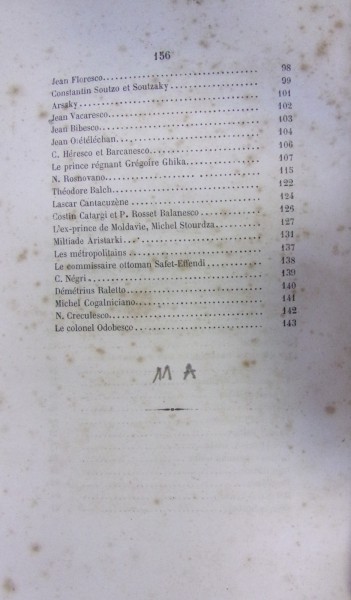 156
Jean Floresco........................ 98
Constantin Soutzo et Soutzaky........................ 99
Arsaky........................ 101
Jean Vacaresco........................ 102
Jean Bibesco........................ 103
Jean Otételéchan........................ 104
C. Héresco et Barcanesco........................ 106
Le prince régnant Grégoire Ghika........................ 107
N. Rosnovano........................ 115
Théodore Balch........................ 122
Lascar Cantacuzène........................ 124
Costin Catargi et P. Rosset Balanesco........................ 126
L'ex-prince de Moldavie, Michel Stourdza........................ 127
Miltiade Aristarki........................ 131
Les métropolitains........................ 137
Le commissaire ottoman Safet-Effendi........................ 138
C. Négri........................ 139
Démétrius Raletto........................ 140
Michel Cogalniciano........................ 141
N. Creculesco........................ 142
Le colonel Odobesco........................ 143
M A